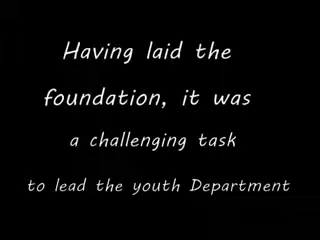 Having laid the
foundation, it was
a challenging task
to lead the youth Department